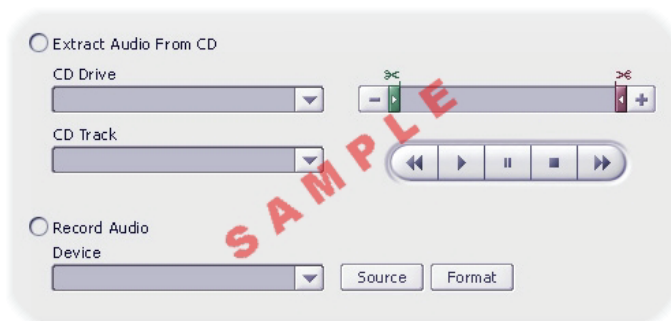 Extract Audio From CD
CD Drive
CD Track
Record Audio
Device
Source
Format
SAMPLE